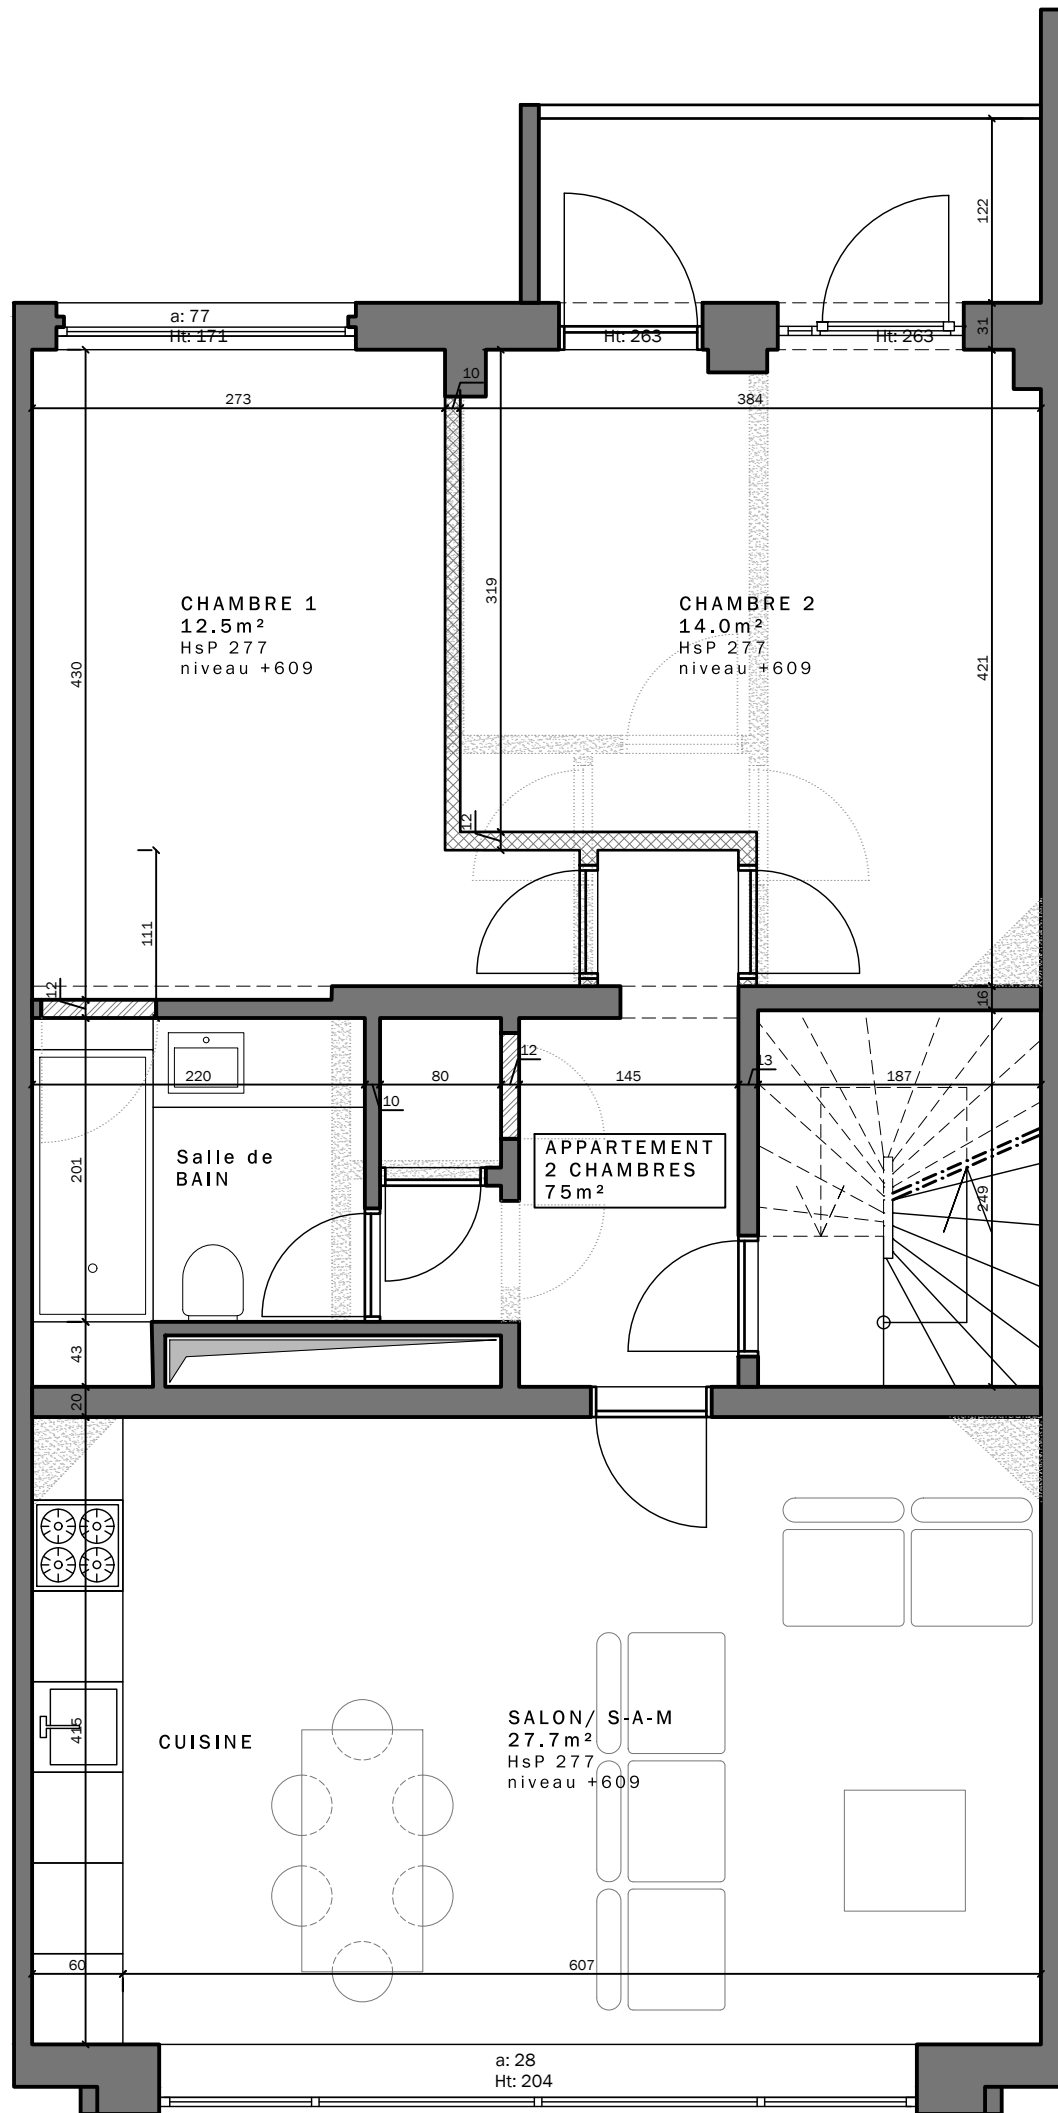 122
a: 77
Ht: 171
Ht: 263
Ht: 263
31
10
273
384
319
CHAMBRE 1
12.5m²
HsP 277
niveau +609
CHAMBRE 2
14.0m²
HsP 277
niveau +609
430
421
12
111
12
16
12
13
220
80
145
187
10
APPARTEMENT
2 CHAMBRES
75m²
Salle de
BAIN
201
249
43
20
SALON/ S-A-M
27.7m²
HsP 277
niveau +609
CUISINE
415
60
607
a: 28
Ht: 204